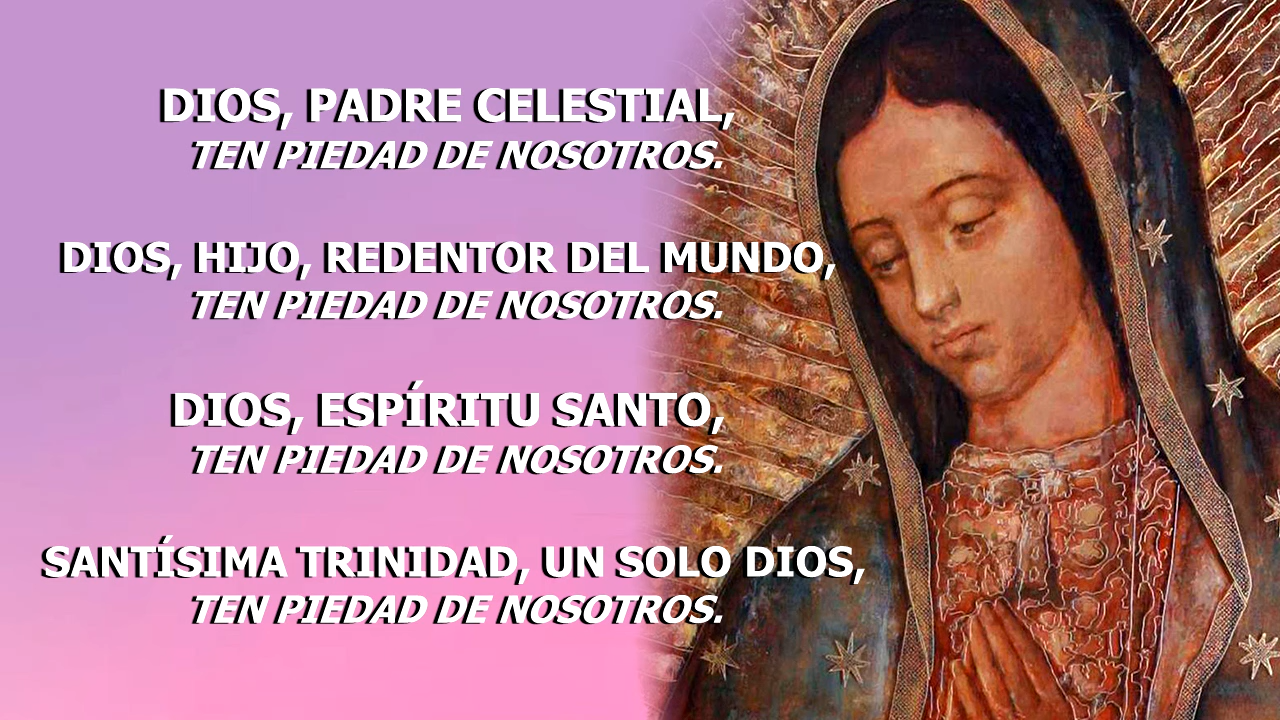 DIOS, PADRE CELESTIAL,
TEN PIEDAD DE NOSOTROS.
DIOS, HIJO, REDENTOR DEL MUNDO,
TEN PIEDAD DE NOSOTROS.
DIOS, ESPÍRITU SANTO,
TEN PIEDAD DE NOSOTROS.
SANTÍSIMA TRINIDAD, UN SOLO DIOS,
TEN PIEDAD DE NOSOTROS.